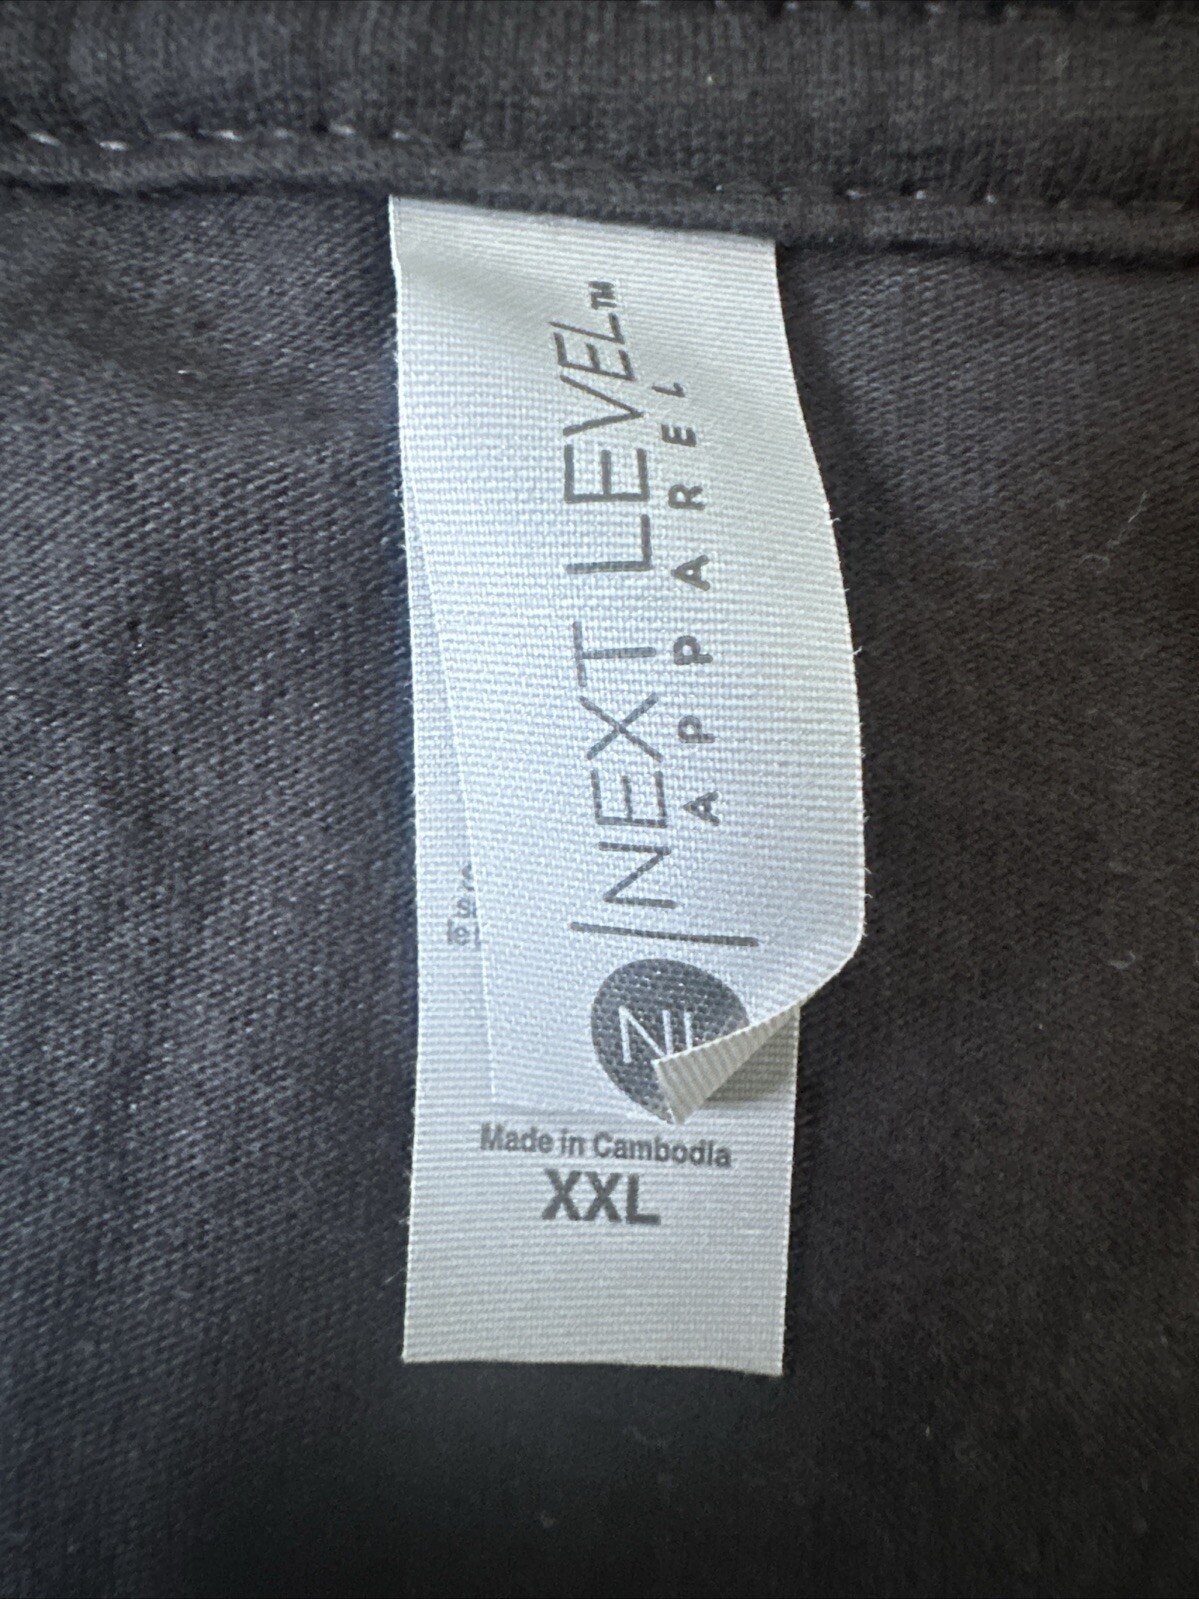 NL NEXT LEVEL™
APPAREL
Made in Cambodia
XXL